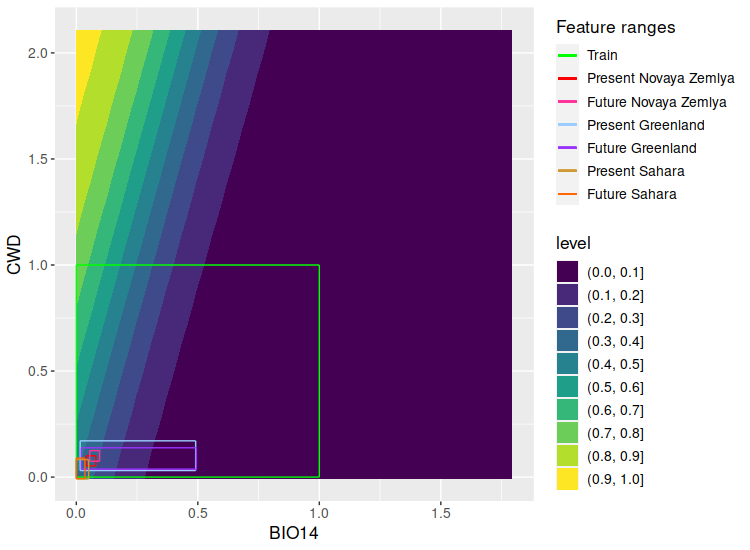 CWD
2.0
1.5
1.0
0.5
0.0
0.0
0.5
1.0
1.5
BIO14
Feature ranges
Train
Present Novaya Zemlya
Future Novaya Zemlya
Present Greenland
Future Greenland
Present Sahara
Future Sahara
level
(0.0, 0.1]
(0.1, 0.2]
(0.2, 0.3]
(0.3, 0.4]
(0.4, 0.5]
(0.5, 0.6]
(0.6, 0.7]
(0.7, 0.8]
(0.8, 0.9]
(0.9, 1.0]